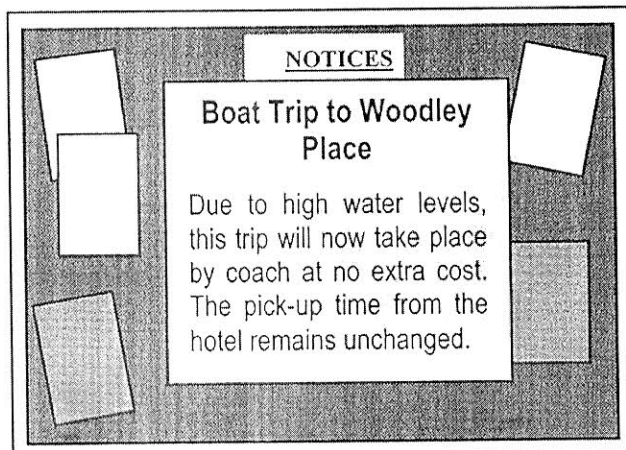 NOTICES
Boat Trip to Woodley
Place
Due to high water levels,
this trip will now take place
by coach at no extra cost.
The pick-up time from the
hotel remains unchanged.